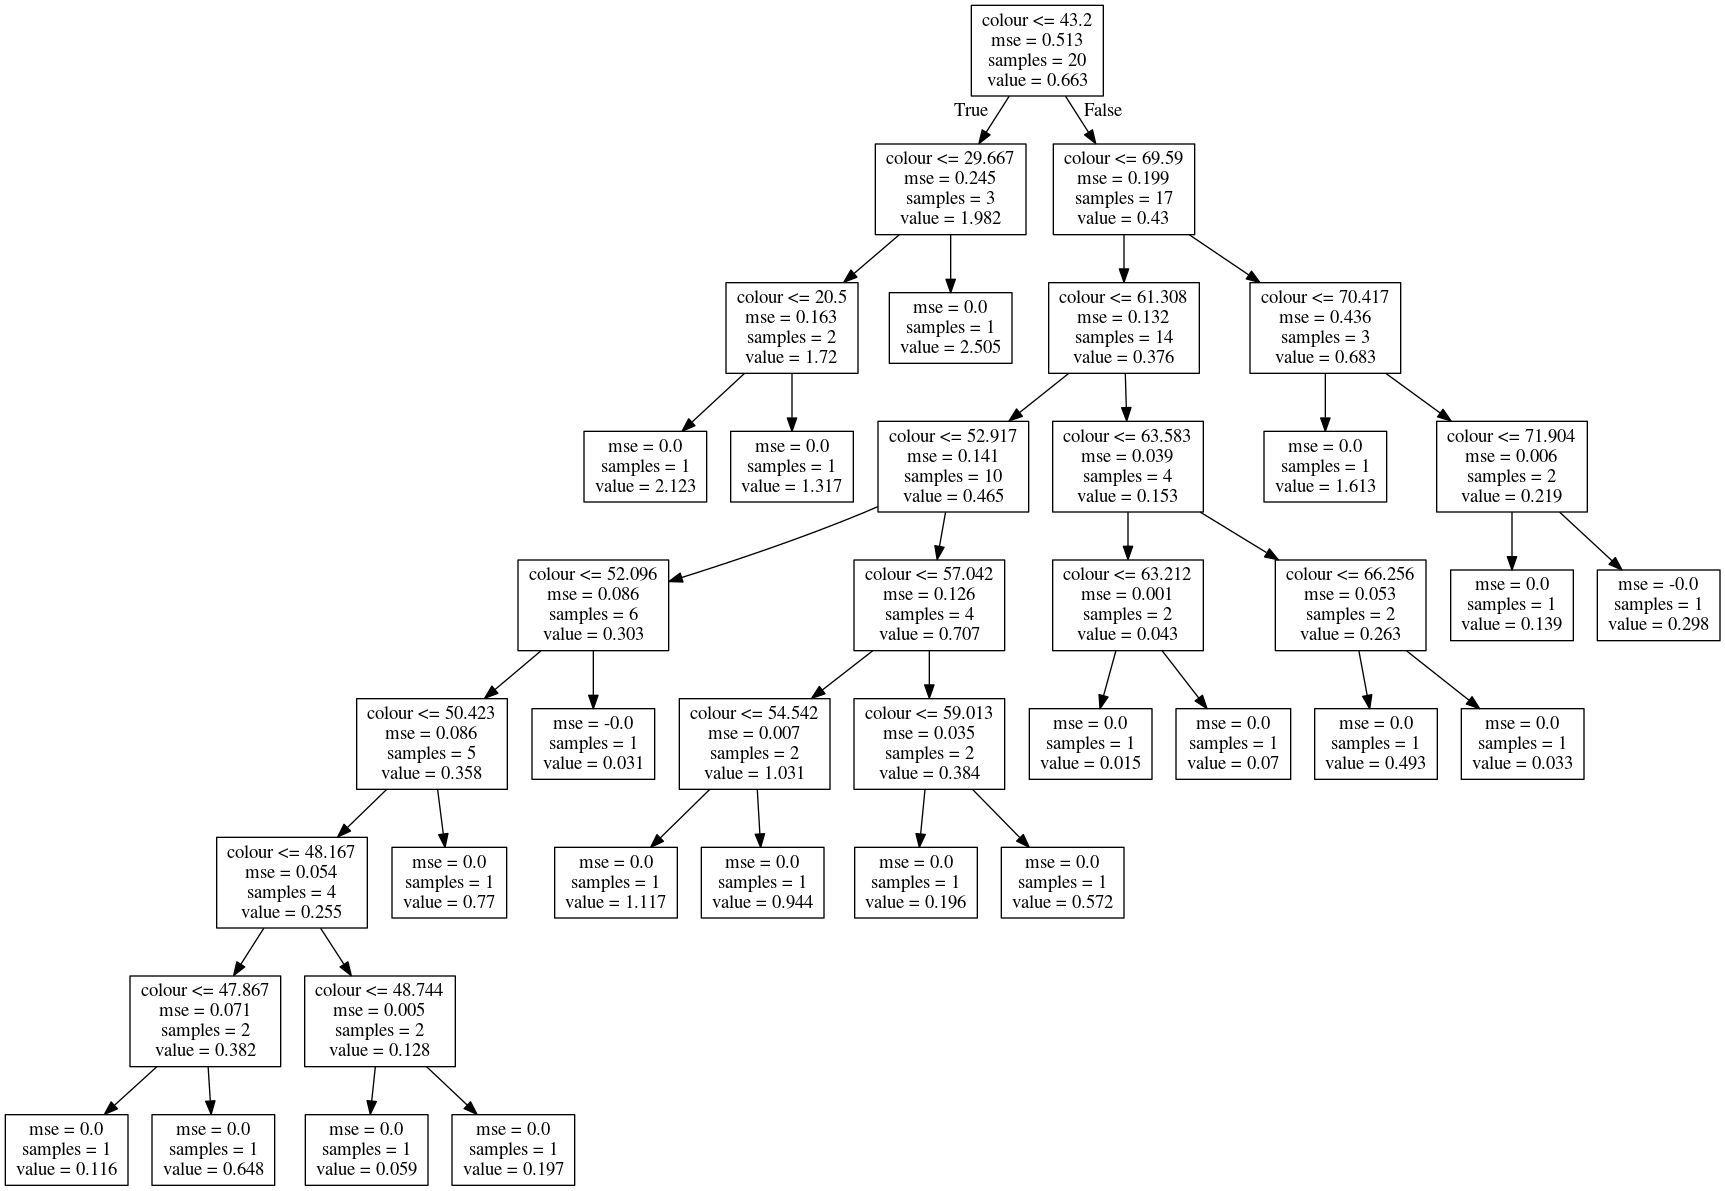 colour <= 43.2
mse = 0.513
samples = 20
value = 0.663
True
False
colour <= 29.667
mse = 0.245
samples = 3
value = 1.982
colour <= 69.59
mse = 0.199
samples = 17
value = 0.43
colour <= 20.5
mse = 0.163
samples = 2
value = 1.72
mse = 0.0
samples = 1
value = 2.505
colour <= 61.308
mse = 0.132
samples = 14
value = 0.376
colour <= 70.417
mse = 0.436
samples = 3
value = 0.683
mse = 0.0
samples = 1
value = 2.123
mse = 0.0
samples = 1
value = 1.317
colour <= 52.917
mse = 0.141
samples = 10
value = 0.465
colour <= 63.583
mse = 0.039
samples = 4
value = 0.153
mse = 0.0
samples = 1
value = 1.613
colour <= 71.904
mse = 0.006
samples = 2
value = 0.219
colour <= 52.096
mse = 0.086
samples = 6
value = 0.303
colour <= 57.042
mse = 0.126
samples = 4
value = 0.707
colour <= 63.212
mse = 0.001
samples = 2
value = 0.043
colour <= 66.256
mse = 0.053
samples = 2
value = 0.263
mse = 0.0
samples = 1
value = 0.139
mse = -0.0
samples = 1
value = 0.298
colour <= 50.423
mse = 0.086
samples = 5
value = 0.358
mse = -0.0
samples = 1
value = 0.031
colour <= 54.542
mse = 0.007
samples = 2
value = 1.031
colour <= 59.013
mse = 0.035
samples = 2
value = 0.384
mse = 0.0
samples = 1
value = 0.015
mse = 0.0
samples = 1
value = 0.07
mse = 0.0
samples = 1
value = 0.493
mse = 0.0
samples = 1
value = 0.033
colour <= 48.167
mse = 0.054
samples = 4
value = 0.255
mse = 0.0
samples = 1
value = 0.77
mse = 0.0
samples = 1
value = 1.117
mse = 0.0
samples = 1
value = 0.944
mse = 0.0
samples = 1
value = 0.196
mse = 0.0
samples = 1
value = 0.572
colour <= 47.867
mse = 0.071
samples = 2
value = 0.382
colour <= 48.744
mse = 0.005
samples = 2
value = 0.128
mse = 0.0
samples = 1
value = 0.116
mse = 0.0
samples = 1
value = 0.648
mse = 0.0
samples = 1
value = 0.059
mse = 0.0
samples = 1
value = 0.197